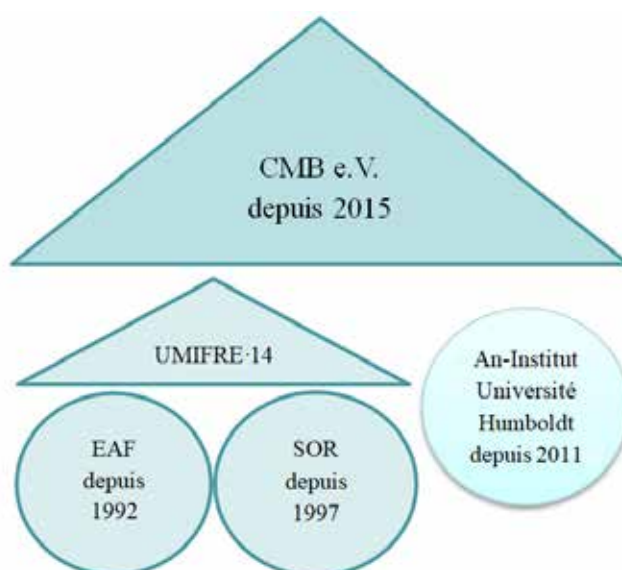 CMB e.V.
depuis 2015
UMIFRE·14
EAF
depuis
1992
SOR
depuis
1997
An-Institut
Université
Humboldt
depuis 2011